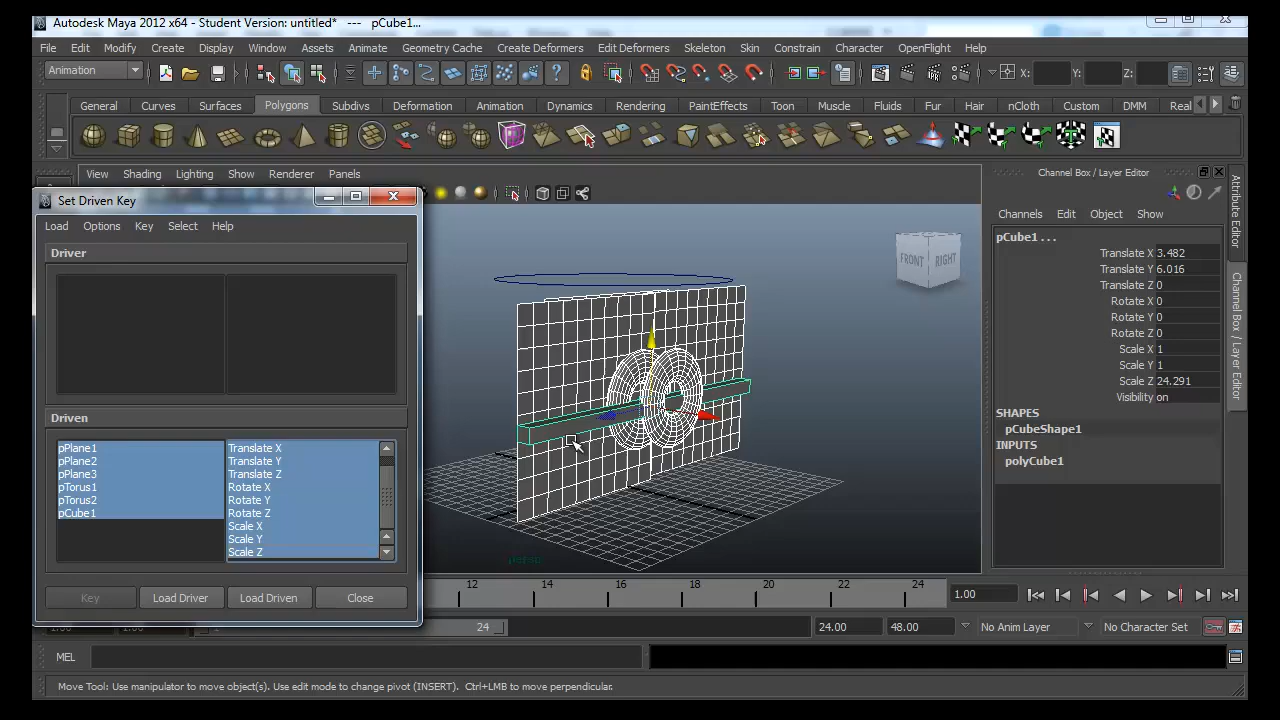 Autodesk Maya 2012 x64 - Student Version: untitled* --- pCube1...
File Edit Modify Create Display Window Assets Animate Geometry Cache Create Deformers Edit Deformers Skeleton Skin Constrain Character OpenFlight Help
Animation X: Y: Z:
General Curves Surfaces Polygons Subdivs Deformation Animation Dynamics Rendering PaintEffects Toon Muscle Fluids Fur Hair nCloth Custom DMM Real
View Shading Lighting Show Renderer Panels
Channel Box / Layer Editor
Set Driven Key
Load Options Key Select Help
Driver
Driven
pPlane1 Translate X
pPlane2 Translate Y
pPlane3 Translate Z
pTorus1 Rotate X
pTorus2 Rotate Y
pCube1 Rotate Z
Scale X
Scale Y
Scale Z
Key Load Driver Load Driven Close
FRONT RIGHT
persp
Channels Edit Object Show
pCube1 ...
Translate X 3.482
Translate Y 6.016
Translate Z 0
Rotate X 0
Rotate Y 0
Rotate Z 0
Scale X 1
Scale Y 1
Scale Z 24.291
Visibility on
SHAPES
pCubeShape1
INPUTS
polyCube1
Attribute Editor
Channel Box / Layer Editor
12 14 16 18 20 22 24 1.00
24 24.00 48.00 No Anim Layer No Character Set
MEL
Move Tool: Use manipulator to move object(s). Use edit mode to change pivot (INSERT). Ctrl+LMB to move perpendicular.